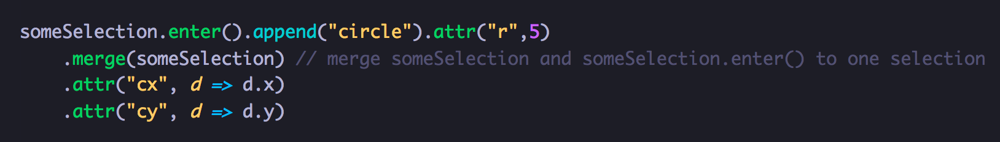 someSelection.enter().append("circle").attr("r",5)
.merge(someSelection) // merge someSelection and someSelection.enter() to one selection
.attr("cx", d => d.x)
.attr("cy", d => d.y)